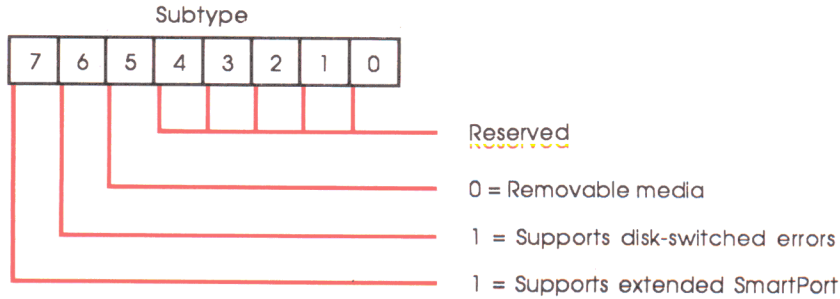 Subtype
7 6 5 4 3 2 1 0
Reserved
0 = Removable media
1 = Supports disk-switched errors
1 = Supports extended SmartPort